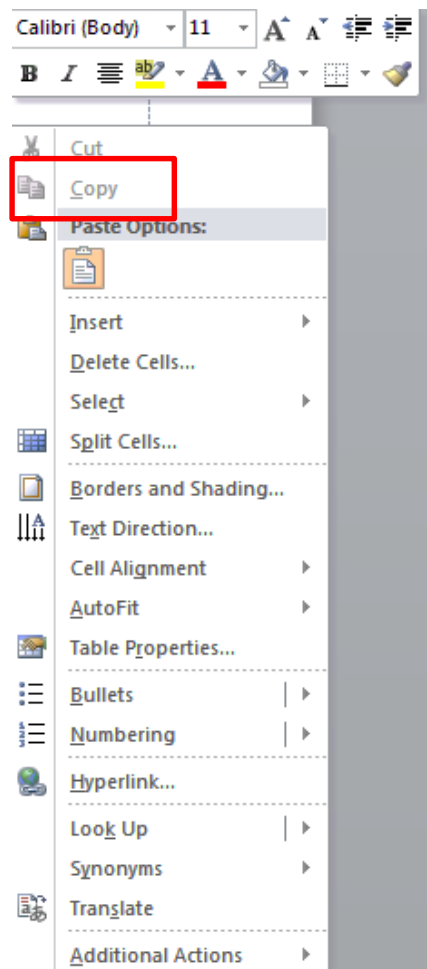 Calibri (Body) 11 A A
B I ab A
Cut
Copy
Paste Options:
Insert
Delete Cells...
Select
Split Cells...
Borders and Shading...
Text Direction...
Cell Alignment
AutoFit
Table Properties...
Bullets
Numbering
Hyperlink...
Look Up
Synonyms
Translate
Additional Actions